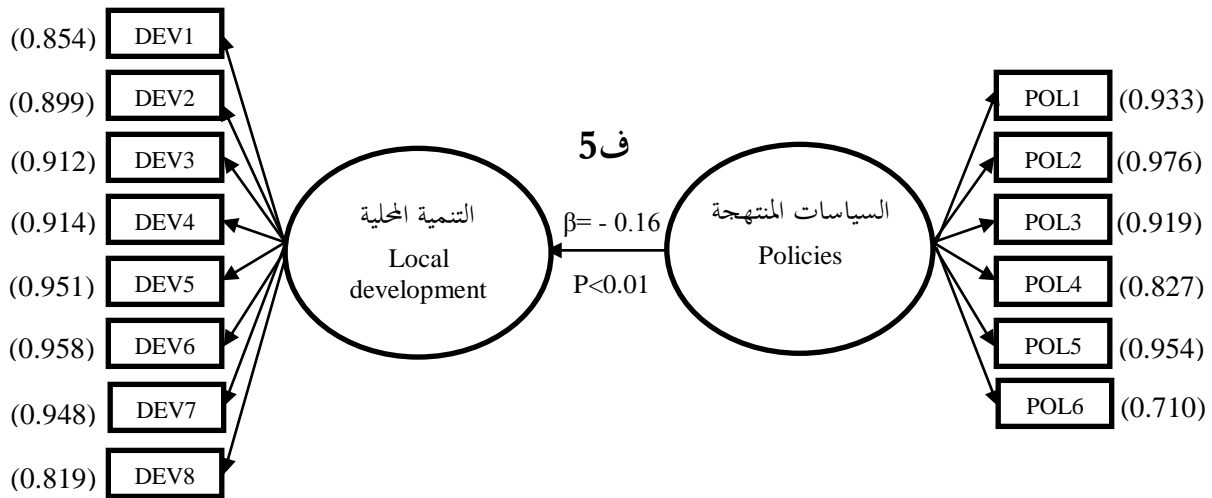 (0.854) DEV1
(0.899) DEV2
(0.912) DEV3
(0.914) DEV4
(0.951) DEV5
(0.958) DEV6
(0.948) DEV7
(0.819) DEV8
التنمية المحلية
Local
development
ف5
β= - 0.16
P<0.01
السياسات المنتهجة
Policies
POL1 (0.933)
POL2 (0.976)
POL3 (0.919)
POL4 (0.827)
POL5 (0.954)
POL6 (0.710)